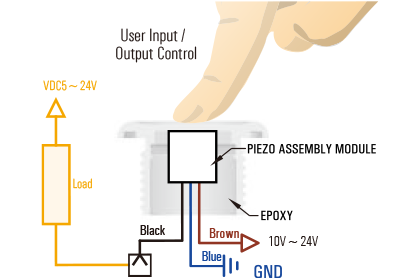 User Input /
Output Control
VDC5 ~ 24V
PIEZO ASSEMBLY MODULE
Load
EPOXY
Black
Brown
10V ~ 24V
Blue
GND